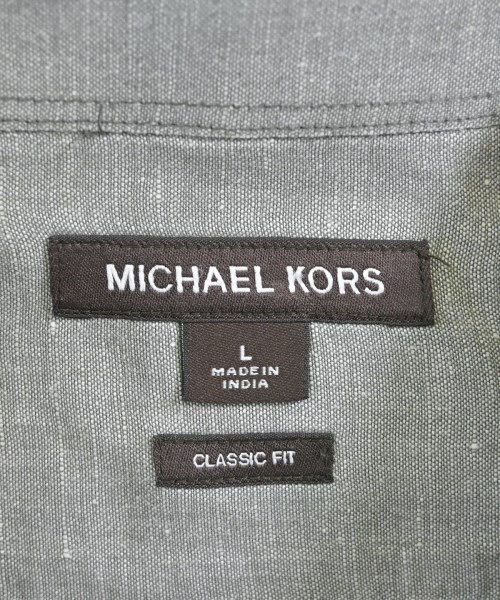 MICHAEL KORS
L
MADE IN
INDIA
CLASSIC FIT